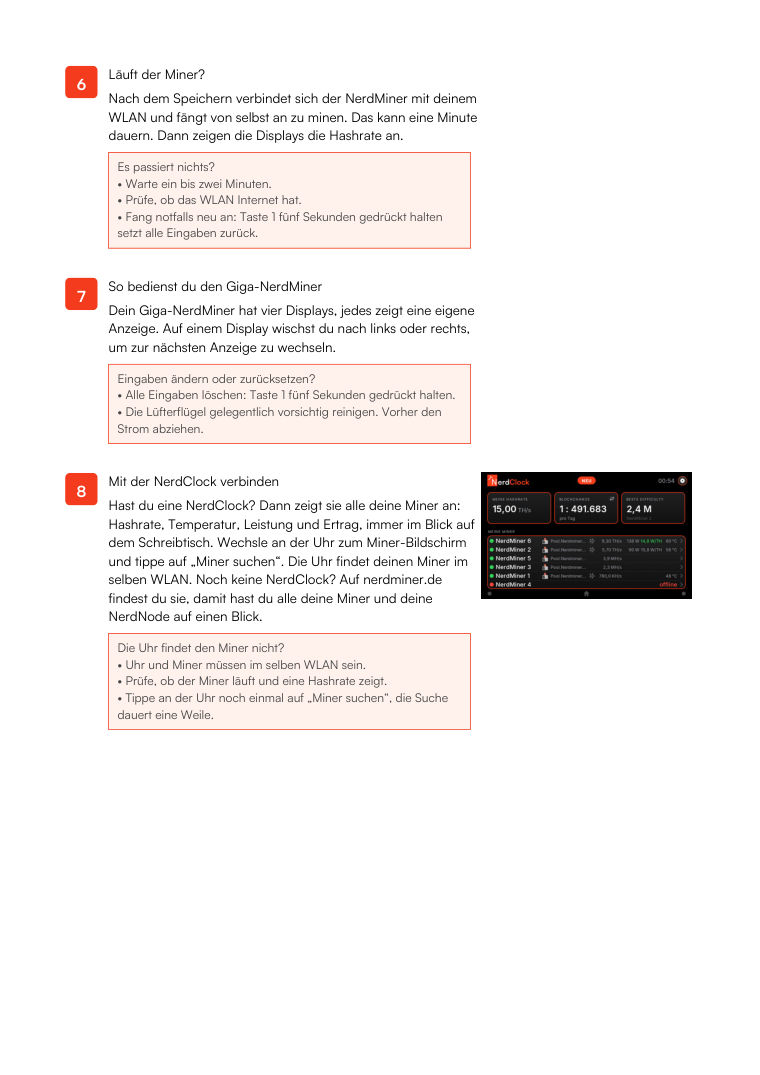 6
Läuft der Miner?
Nach dem Speichern verbindet sich der NerdMiner mit deinem
WLAN und fängt von selbst an zu minen. Das kann eine Minute
dauern. Dann zeigen die Displays die Hashrate an.
Es passiert nichts?
• Warte ein bis zwei Minuten.
• Prüfe, ob das WLAN Internet hat.
• Fang notfalls neu an: Taste 1 fünf Sekunden gedrückt halten
setzt alle Eingaben zurück.
7
So bedienst du den Giga-NerdMiner
Dein Giga-NerdMiner hat vier Displays, jedes zeigt eine eigene
Anzeige. Auf einem Display wischst du nach links oder rechts,
um zur nächsten Anzeige zu wechseln.
Eingaben ändern oder zurücksetzen?
• Alle Eingaben löschen: Taste 1 fünf Sekunden gedrückt halten.
• Die Lüfterflügel gelegentlich vorsichtig reinigen. Vorher den
Strom abziehen.
8
Mit der NerdClock verbinden
Hast du eine NerdClock? Dann zeigt sie alle deine Miner an:
Hashrate, Temperatur, Leistung und Ertrag, immer im Blick auf
dem Schreibtisch. Wechsle an der Uhr zum Miner-Bildschirm
und tippe auf „Miner suchen“. Die Uhr findet deinen Miner im
selben WLAN. Noch keine NerdClock? Auf nerdminer.de
findest du sie, damit hast du alle deine Miner und deine
NerdNode auf einen Blick.
Die Uhr findet den Miner nicht?
• Uhr und Miner müssen im selben WLAN sein.
• Prüfe, ob der Miner läuft und eine Hashrate zeigt.
• Tippe an der Uhr noch einmal auf „Miner suchen“, die Suche
dauert eine Weile.
NerdClock NEU 00:54
MEINE HASHRATE BLOCKCHANCE BESTE DIFFICULTY
15,00 TH/s 1 : 491.683 2,4 M
pro Tag NerdMiner 2
MEINE MINER
NerdMiner 6
NerdMiner 2
NerdMiner 5
NerdMiner 3
NerdMiner 1
NerdMiner 4 offline